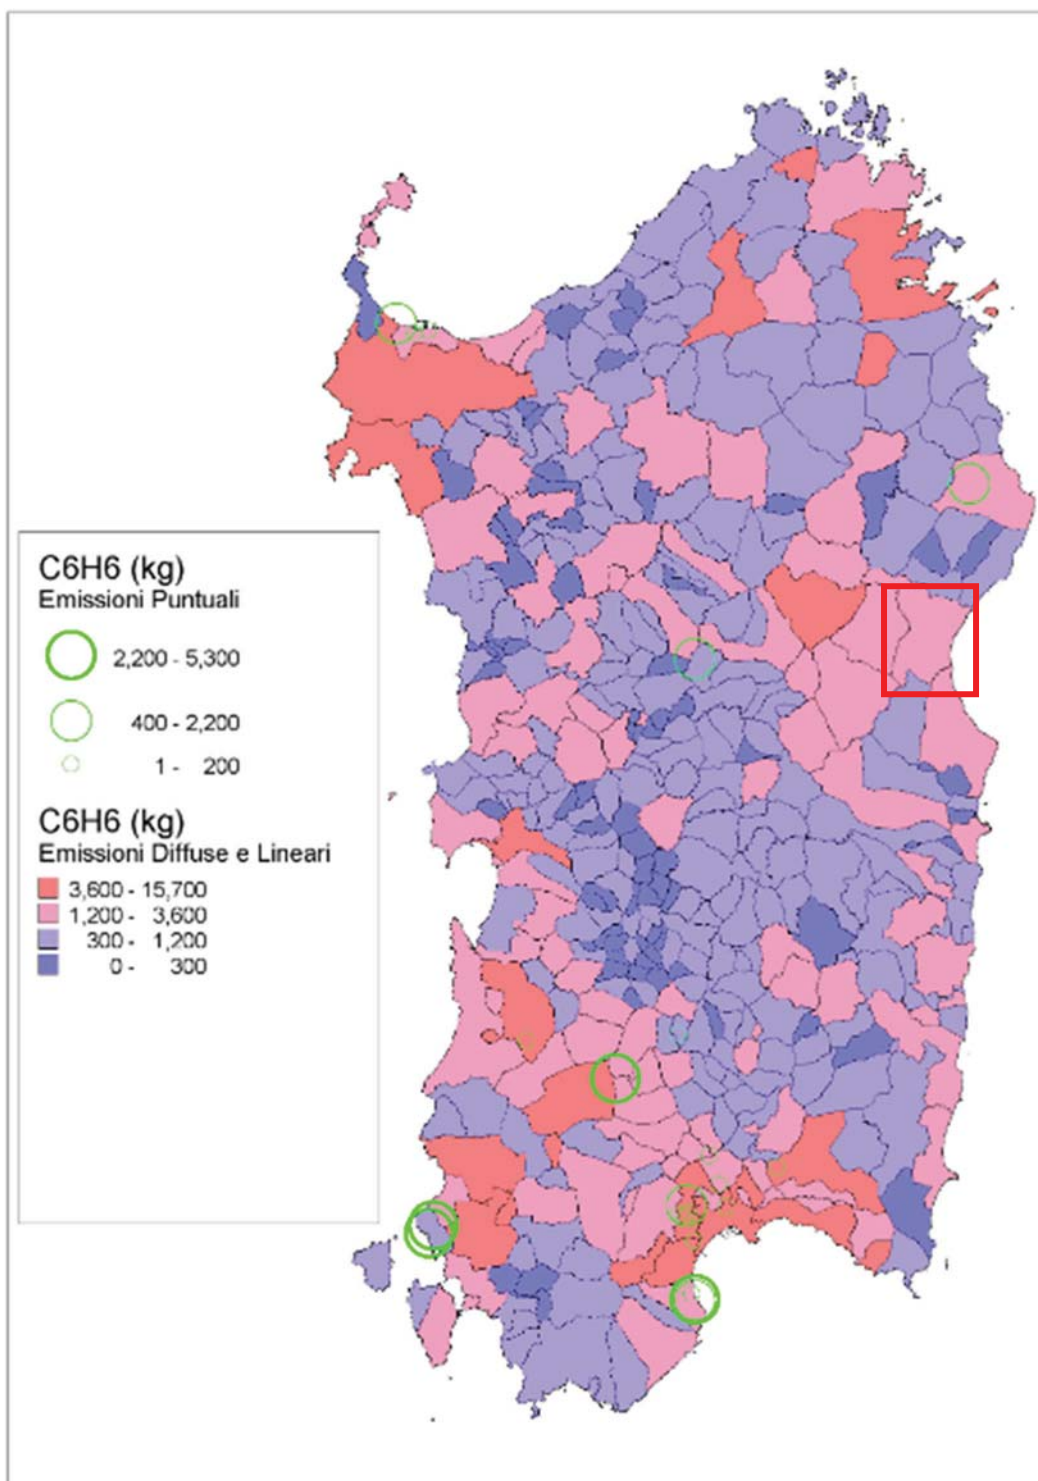 C6H6 (kg)
Emissioni Puntuali
2,200 - 5,300
400 - 2,200
1 - 200
C6H6 (kg)
Emissioni Diffuse e Lineari
3,600 - 15,700
1,200 - 3,600
300 - 1,200
0 - 300